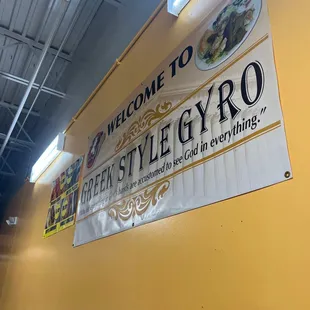 WELCOME TO
GREEK STYLE GYRO
are accustomed to see God in everything."